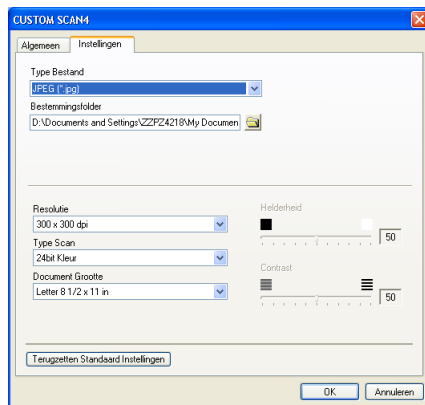 CUSTOM SCAN4
Algemeen
Instellingen
Type Bestand
JPEG (*.jpg)
Bestemmingsfolder
D:\Documents and Settings\ZZPZ4218\My Documen
Resolutie
300 x 300 dpi
Type Scan
24bit Kleur
Document Grootte
Letter 8 1/2 x 11 in
Helderheid
50
Contrast
50
Terugzetten Standaard Instellingen
OK
Annuleren